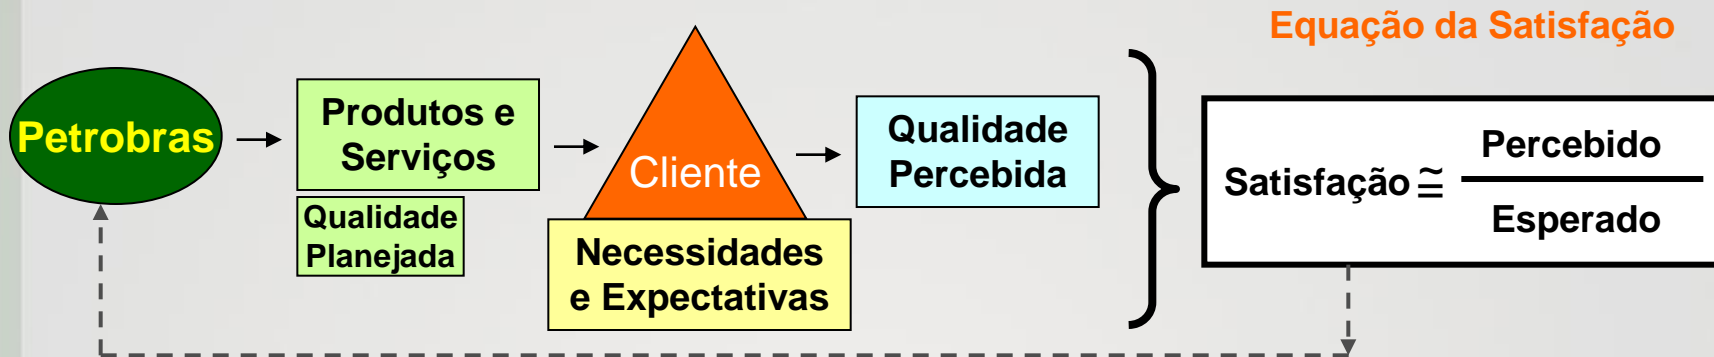 Equação da Satisfação
Petrobras
Produtos e
Serviços
Qualidade
Planejada
Cliente
Necessidades
e Expectativas
Qualidade
Percebida
Satisfação ≅
Percebido
Esperado